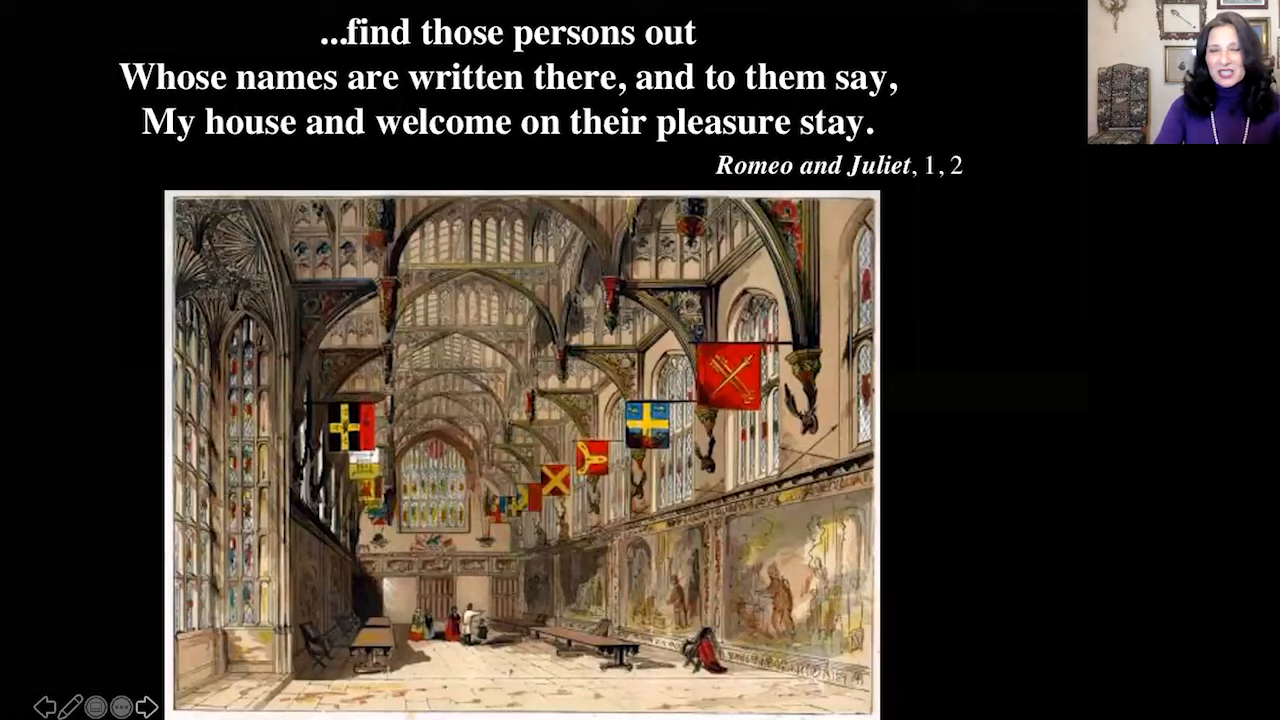 ...find those persons out
Whose names are written there, and to them say,
My house and welcome on their pleasure stay.
Romeo and Juliet, 1, 2